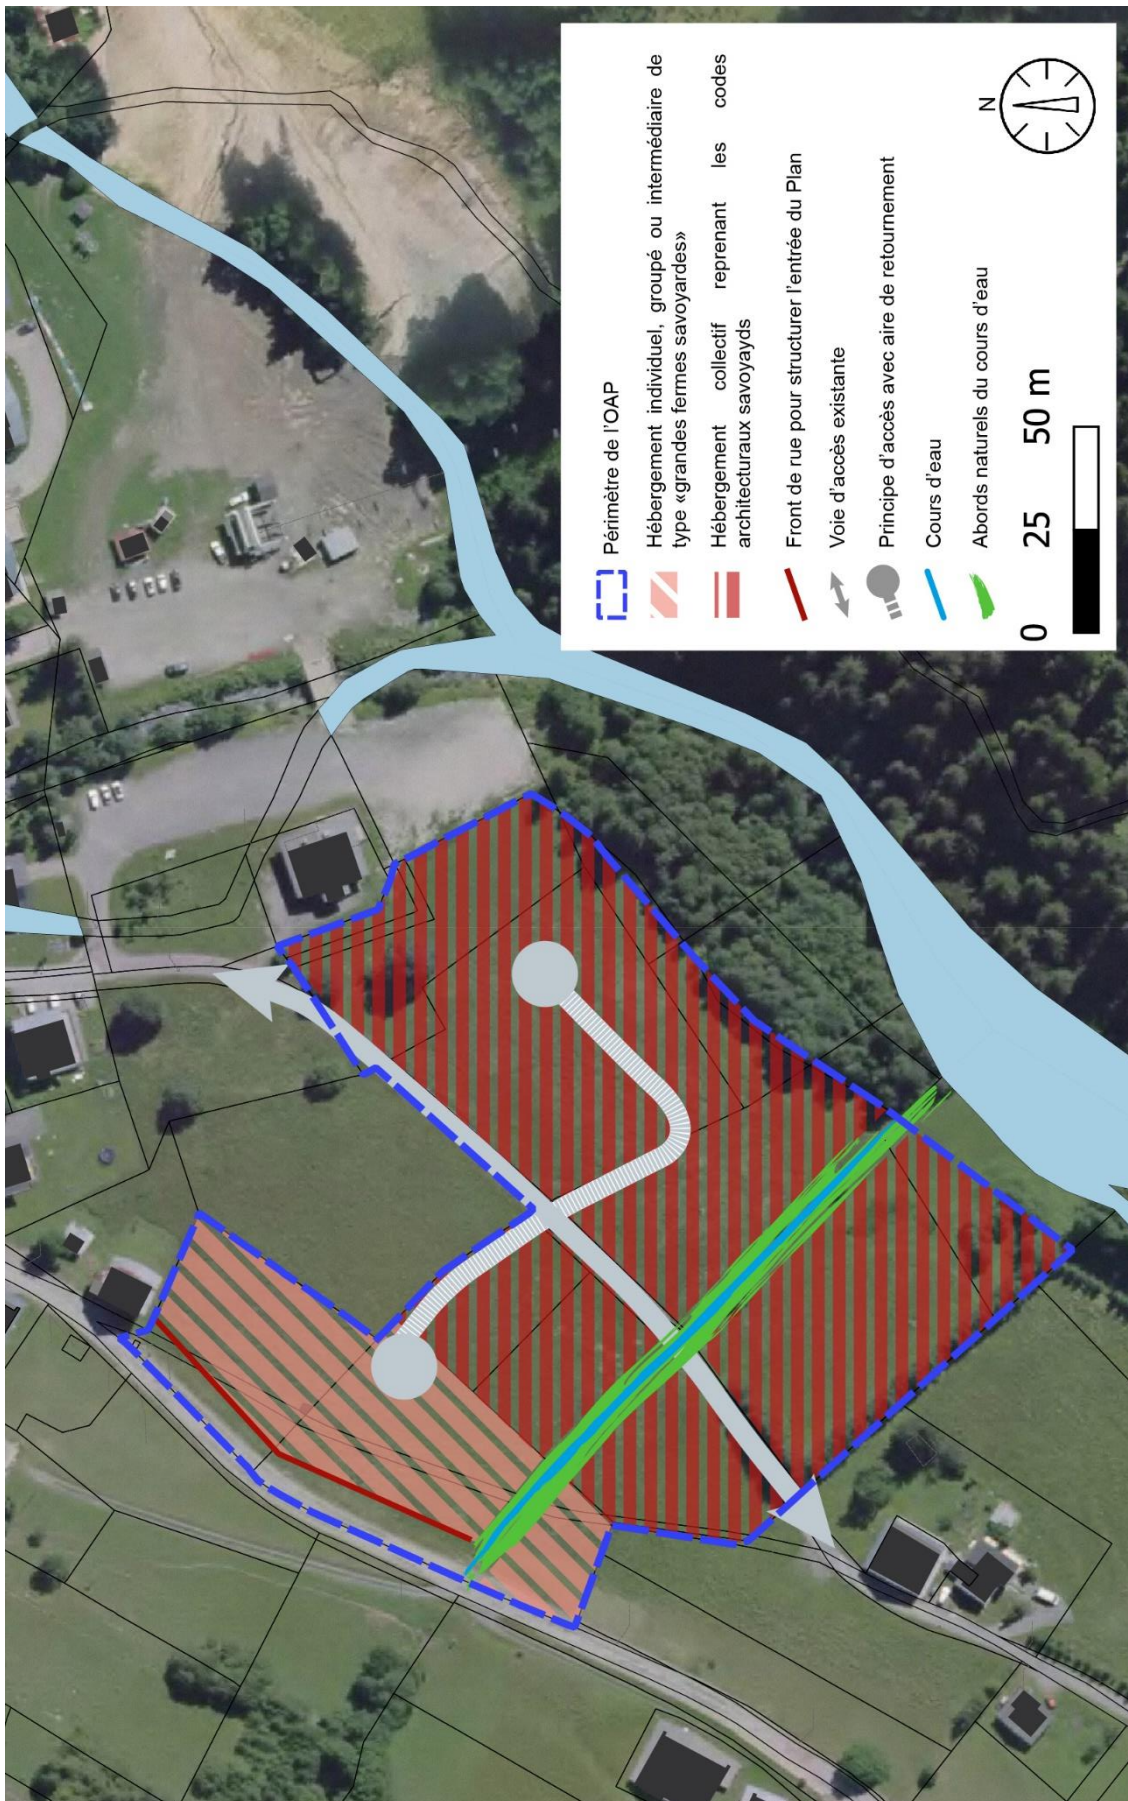 Périmètre de l'OAP
Hébergement individuel, groupé ou intermédiaire de
type «grandes fermes savoyardes»
Hébergement collectif reprenant les codes
architecturaux savoyayds
Front de rue pour structurer l'entrée du Plan
Voie d'accès existante
Principe d'accès avec aire de retournement
Cours d'eau
Abords naturels du cours d'eau
0 25 50 m
N